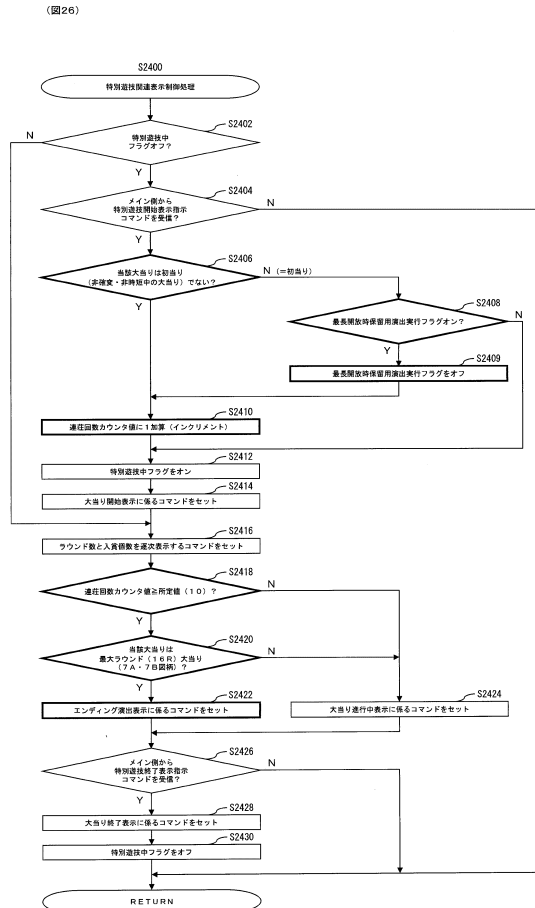 (図26)
S2400
特別遊技関連表示制御処理
S2402
N
特別遊技中
フラグオフ?
Y
S2404
メイン側から
特別遊技開始表示指示
コマンドを受信?
N
Y
S2406
当該大当りは初当り
(非確変・非時短中の大当り)でない?
N (=初当り)
Y
S2408
最長開放時保留用演出実行フラグオン?
N
Y
S2409
最長開放時保留用演出実行フラグをオフ
S2410
連荘回数カウンタ値に1加算(インクリメント)
S2412
特別遊技中フラグをオン
S2414
大当り開始表示に係るコマンドをセット
S2416
ラウンド数と入賞個数を逐次表示するコマンドをセット
S2418
連荘回数カウンタ値≧所定値(10)?
N
Y
S2420
当該大当りは
最大ラウンド(16R)大当り
(7A・7B図柄)?
N
Y
S2422
エンディング演出表示に係るコマンドをセット
S2424
大当り進行中表示に係るコマンドをセット
S2426
メイン側から
特別遊技終了表示指示
コマンドを受信?
N
Y
S2428
大当り終了表示に係るコマンドをセット
S2430
特別遊技中フラグをオフ
RETURN